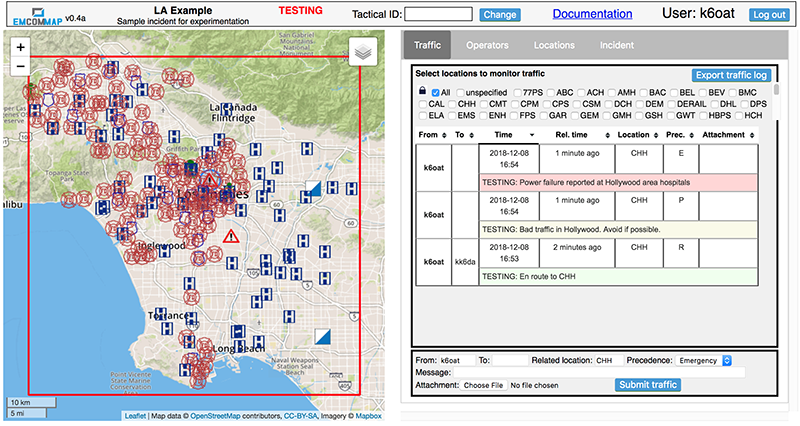 EMCOMMAP v0.4a
LA Example
Sample incident for experimentation
TESTING
Tactical ID:
Change
Documentation
User: k6oat
Log out
+
−
San Gabriel Mountains National Monument
La Cañada Flintridge
Griffith Park
Topanga State Park
Los Angeles
Malibu
Inglewood
Torrance
Long Beach
Point Vicente State Marine Conservation
Naval Weapons Station Seal Beach
405
5
10 km
5 mi
Leaflet | Map data © OpenStreetMap contributors, CC-BY-SA, Imagery © Mapbox
Traffic Operators Locations Incident
Select locations to monitor traffic
Export traffic log
All unspecified 77PS ABC ACH AMH BAC BEL BEV BMC
CAL CHH CMT CPM CPS CSM DCH DEM DERAIL DHL DPS
ELA EMS ENH FPS GAR GEM GMH GSH GWT HBPS HCH
From To Time Rel. time Location Prec. Attachment
k6oat 2018-12-08 16:54 1 minute ago CHH E
TESTING: Power failure reported at Hollywood area hospitals
k6oat 2018-12-08 16:54 1 minute ago CHH P
TESTING: Bad traffic in Hollywood. Avoid if possible.
k6oat kk6da 2018-12-08 16:53 2 minutes ago CHH R
TESTING: En route to CHH
From: k6oat To: Related location: CHH Precedence: Emergency
Message:
Attachment: Choose File No file chosen
Submit traffic